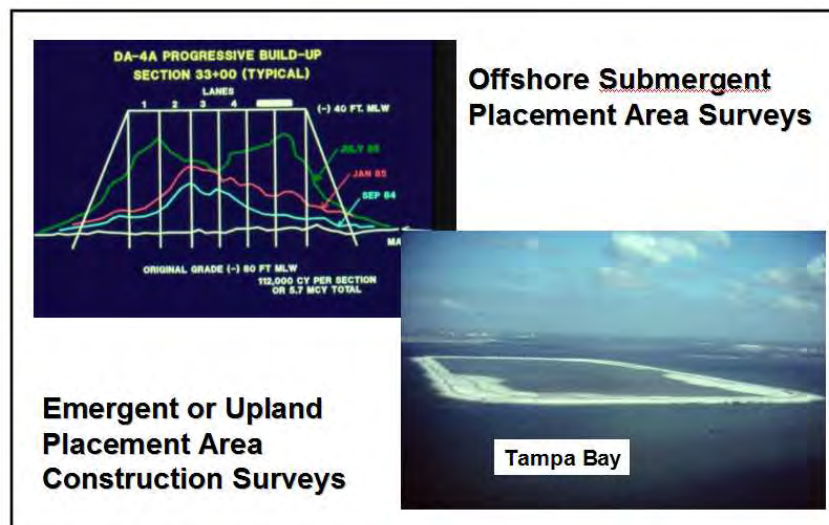 DA-4A PROGRESSIVE BUILD-UP
SECTION 33+00 (TYPICAL)
LANES
1 2 3 4
(-) 40 FT. MLW
JULY 85
JAN 85
SEP 84
ORIGINAL GRADE (-) 80 FT MLW
112,000 CY PER SECTION
OR 5.7 MCY TOTAL
Offshore Submergent
Placement Area Surveys
Emergent or Upland
Placement Area
Construction Surveys
Tampa Bay